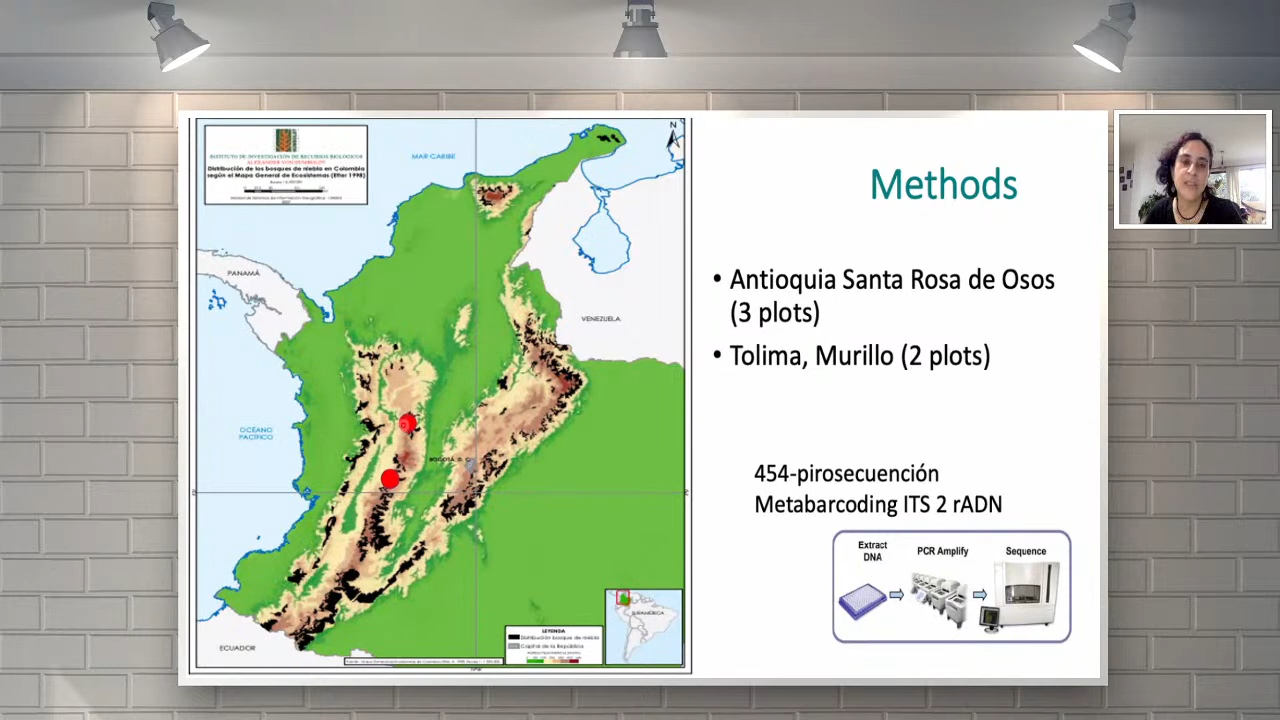 INSTITUTO DE INVESTIGACIÓN DE RECURSOS BIOLÓGICOS
ALEXANDER VON HUMBOLDT
Distribución de los bosques de niebla en Colombia
según el Mapa General de Ecosistemas (Etter 1998)
MAR CARIBE
N
PANAMÁ
VENEZUELA
OCÉANO
PACÍFICO
BOGOTÁ, D. C.
ECUADOR
SURAMÉRICA
LEYENDA
Distribución bosque de niebla
Capital de la República
Methods
• Antioquia Santa Rosa de Osos
(3 plots)
• Tolima, Murillo (2 plots)
454-pirosecuención
Metabarcoding ITS 2 rADN
Extract
DNA
PCR Amplify
Sequence